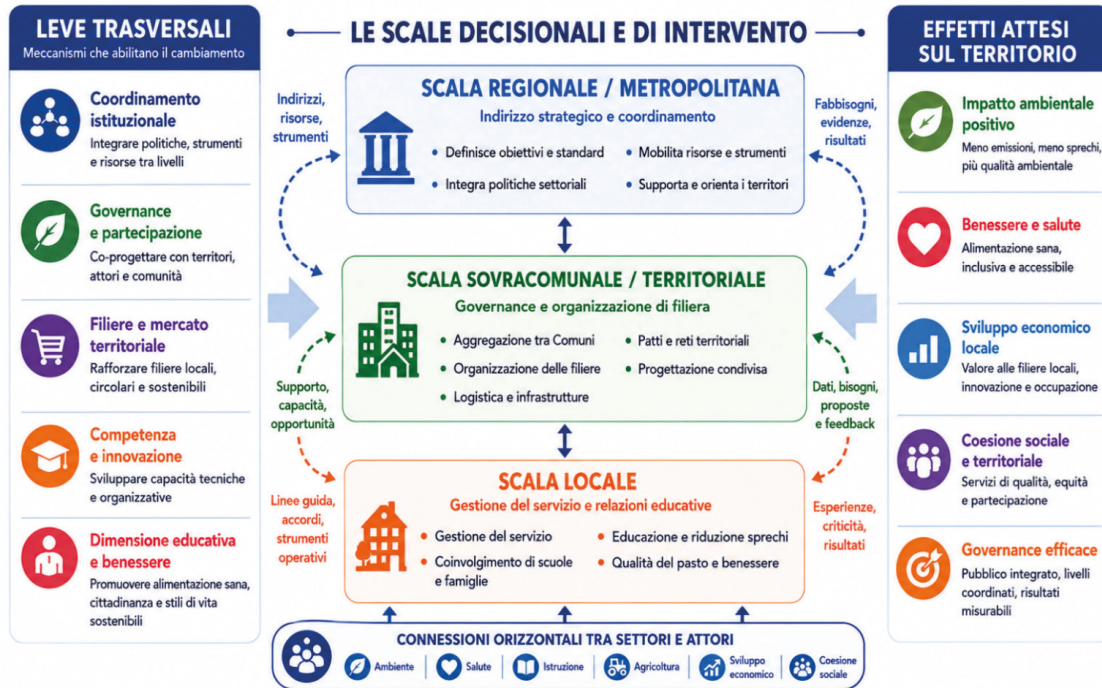 LEVE TRASVERSALI
Meccanismi che abilitano il cambiamento
Coordinamento
istituzionale
Integrare politiche, strumenti
e risorse tra livelli
Governance
e partecipazione
Co-progettare con territori,
attori e comunità
Filiere e mercato
territoriale
Rafforzare filiere locali,
circolari e sostenibili
Competenza
e innovazione
Sviluppare capacità tecniche
e organizzative
Dimensione educativa
e benessere
Promuovere alimentazione sana,
cittadinanza e stili di vita
sostenibili
LE SCALE DECISIONALI E DI INTERVENTO
Indirizzi,
risorse,
strumenti
SCALA REGIONALE / METROPOLITANA
Indirizzo strategico e coordinamento
• Definisce obiettivi e standard
• Integra politiche settoriali
• Mobilita risorse e strumenti
• Supporta e orienta i territori
Fabbisogni,
evidenze,
risultati
SCALA SOVRACOMUNALE / TERRITORIALE
Governance e organizzazione di filiera
• Aggregazione tra Comuni
• Organizzazione delle filiere
• Logistica e infrastrutture
• Patti e reti territoriali
• Progettazione condivisa
Supporto,
capacità,
opportunità
Dati, bisogni,
proposte
e feedback
SCALA LOCALE
Gestione del servizio e relazioni educative
• Gestione del servizio
• Coinvolgimento di scuole
e famiglie
• Educazione e riduzione sprechi
• Qualità del pasto e benessere
Linee guida,
accordi,
strumenti
operativi
Esperienze,
criticità,
risultati
CONNESSIONI ORIZZONTALI TRA SETTORI E ATTORI
Ambiente
Salute
Istruzione
Agricoltura
Sviluppo
economico
Coesione
sociale
EFFETTI ATTESI
SUL TERRITORIO
Impatto ambientale
positivo
Meno emissioni, meno sprechi,
più qualità ambientale
Benessere e salute
Alimentazione sana,
inclusiva e accessibile
Sviluppo economico
locale
Valore alle filiere locali,
innovazione e occupazione
Coesione sociale
e territoriale
Servizi di qualità, equità
e partecipazione
Governance efficace
Pubblico integrato, livelli
coordinati, risultati
misurabili